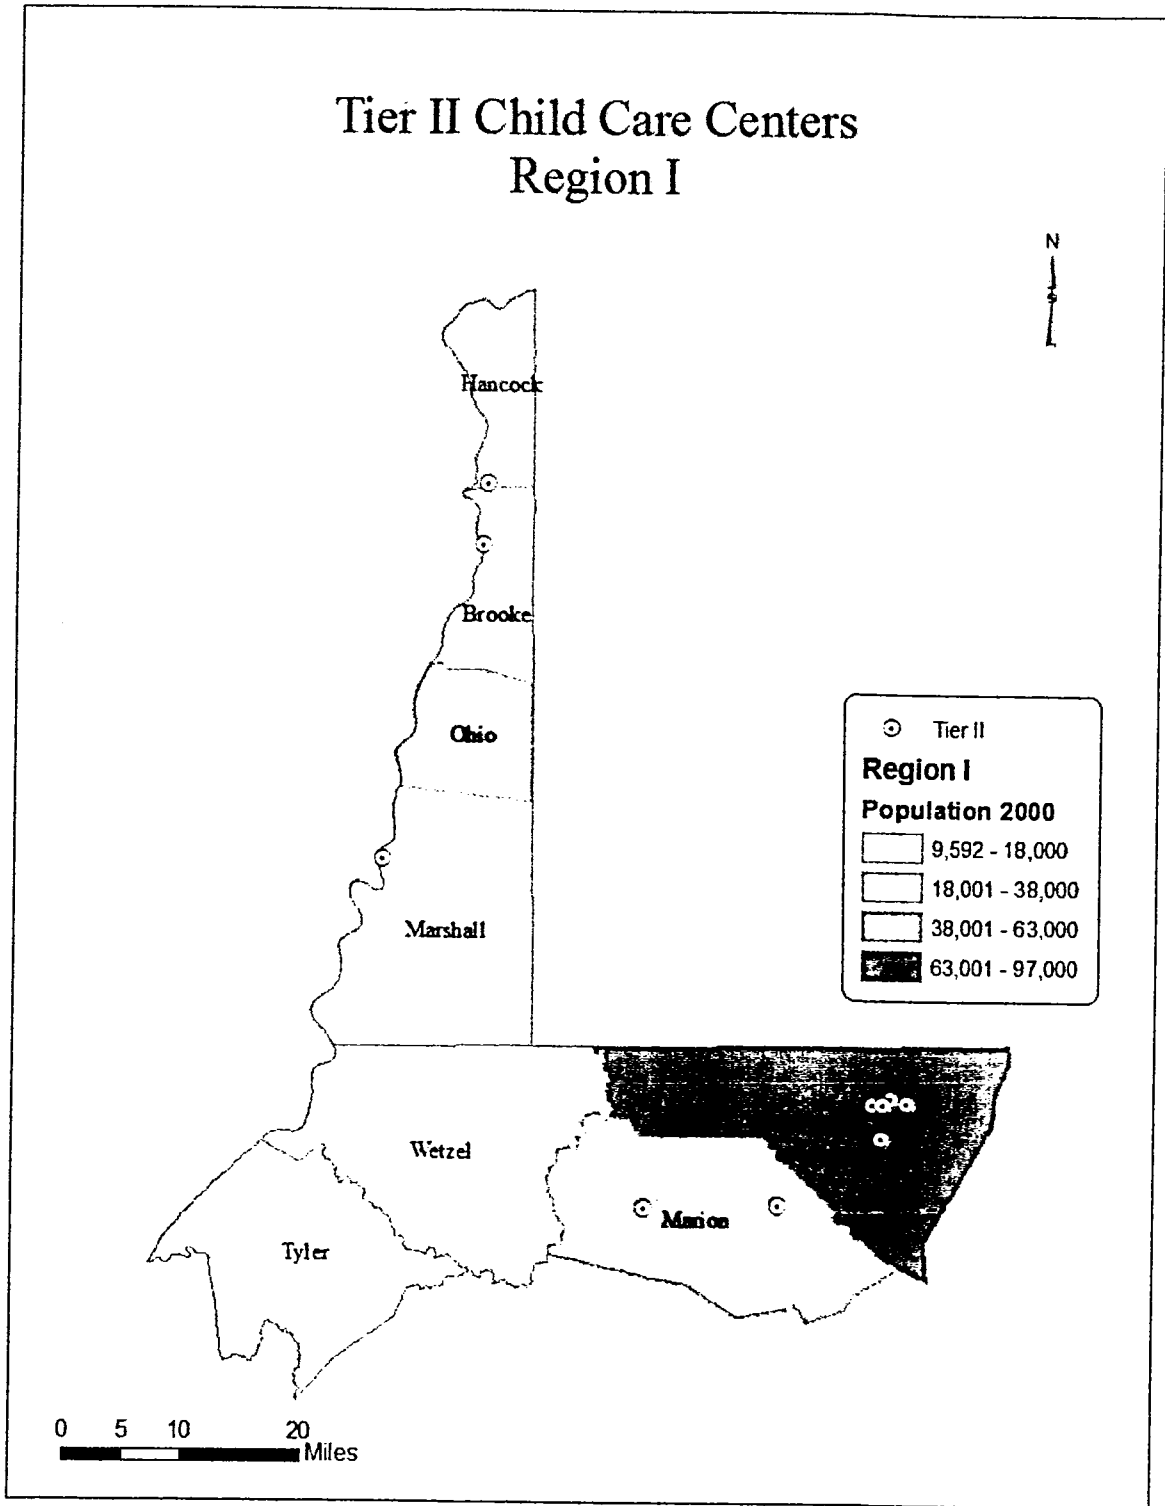 Tier II Child Care Centers
Region I
N
Hancock
Brooke
Ohio
Tier II
Region I
Population 2000
9,592 - 18,000
18,001 - 38,000
38,001 - 63,000
63,001 - 97,000
Marshall
Wetzel
Marion
Tyler
0 5 10 20
Miles